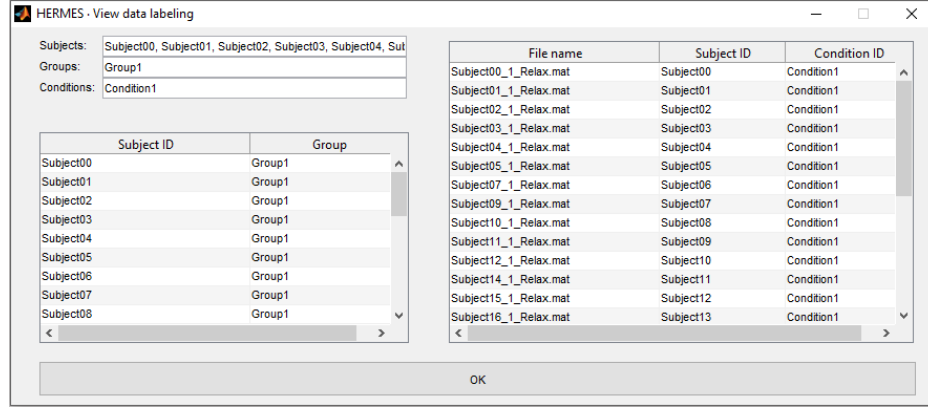 HERMES · View data labeling
Subjects: Subject00, Subject01, Subject02, Subject03, Subject04, Sul
Groups: Group1
Conditions: Condition1
Subject ID Group
Subject00 Group1
Subject01 Group1
Subject02 Group1
Subject03 Group1
Subject04 Group1
Subject05 Group1
Subject06 Group1
Subject07 Group1
Subject08 Group1
File name Subject ID Condition ID
Subject00_1_Relax.mat Subject00 Condition1
Subject01_1_Relax.mat Subject01 Condition1
Subject02_1_Relax.mat Subject02 Condition1
Subject03_1_Relax.mat Subject03 Condition1
Subject04_1_Relax.mat Subject04 Condition1
Subject05_1_Relax.mat Subject05 Condition1
Subject07_1_Relax.mat Subject06 Condition1
Subject09_1_Relax.mat Subject07 Condition1
Subject10_1_Relax.mat Subject08 Condition1
Subject11_1_Relax.mat Subject09 Condition1
Subject12_1_Relax.mat Subject10 Condition1
Subject14_1_Relax.mat Subject11 Condition1
Subject15_1_Relax.mat Subject12 Condition1
Subject16_1_Relax.mat Subject13 Condition1
OK